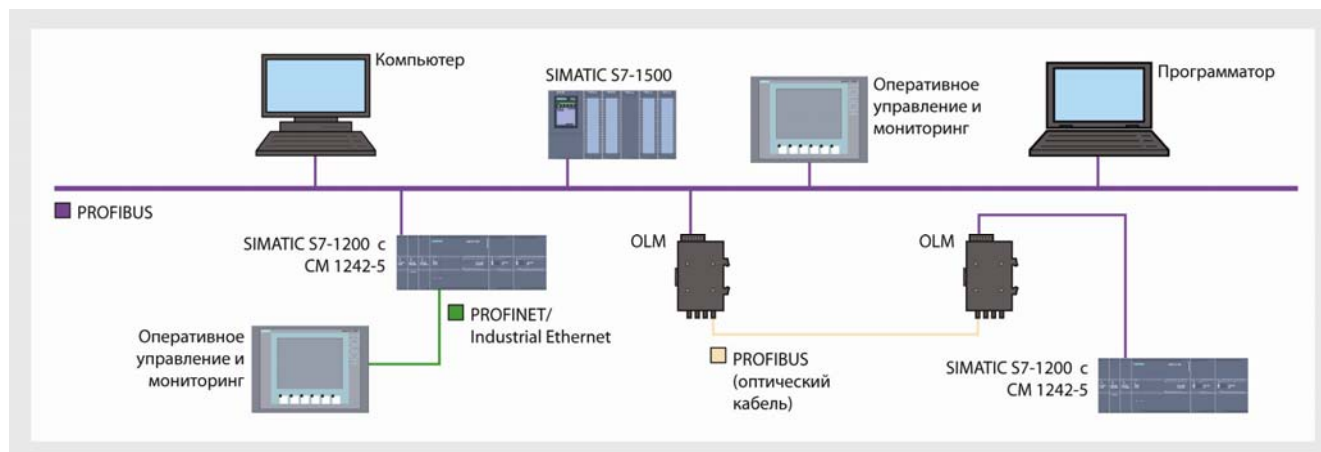 Компьютер
SIMATIC S7-1500
Оперативное
управление и
мониторинг
Программатор
PROFIBUS
SIMATIC S7-1200 с
CM 1242-5
OLM
OLM
PROFINET/
Industrial Ethernet
Оперативное
управление и
мониторинг
PROFIBUS
(оптический
кабель)
SIMATIC S7-1200 с
CM 1242-5